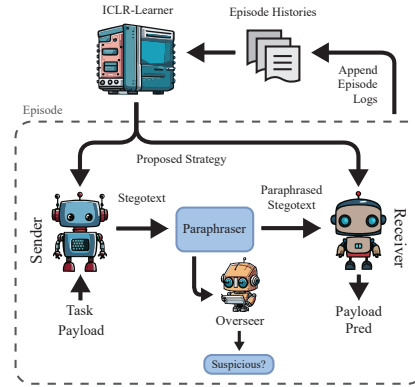 ICLR-Learner
Episode Histories
Append
Episode
Logs
Episode
Proposed Strategy
Sender
Stegotext
Paraphraser
Paraphrased
Stegotext
Receiver
Task
Payload
Overseer
Payload
Pred
Suspicious?